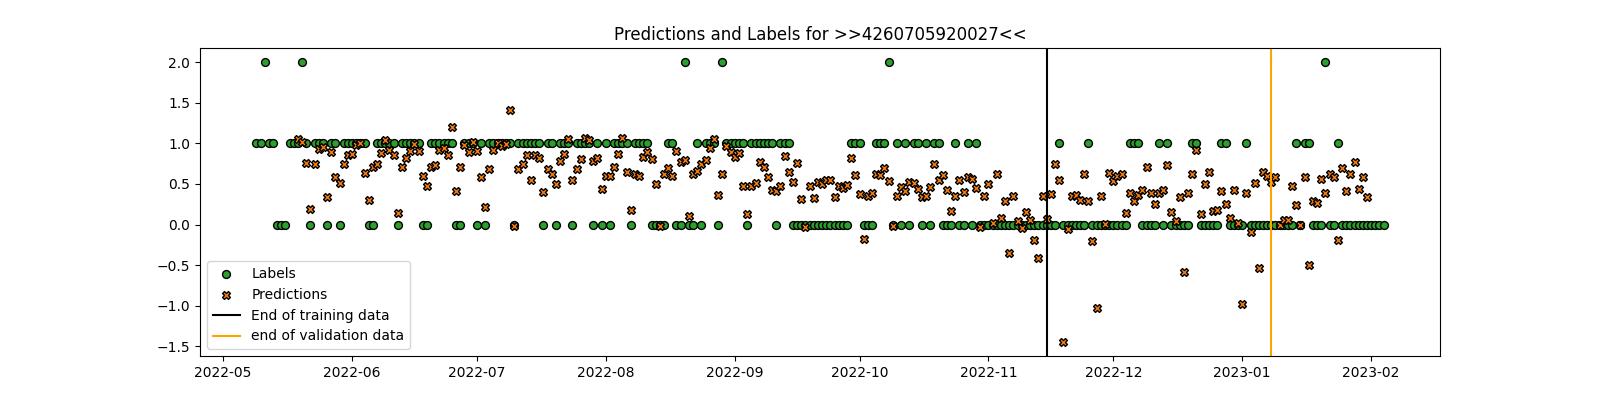 Predictions and Labels for >>4260705920027<<
2.0
1.5
1.0
0.5
0.0
−0.5
−1.0
−1.5
Labels
Predictions
End of training data
end of validation data
2022-05 2022-06 2022-07 2022-08 2022-09 2022-10 2022-11 2022-12 2023-01 2023-02